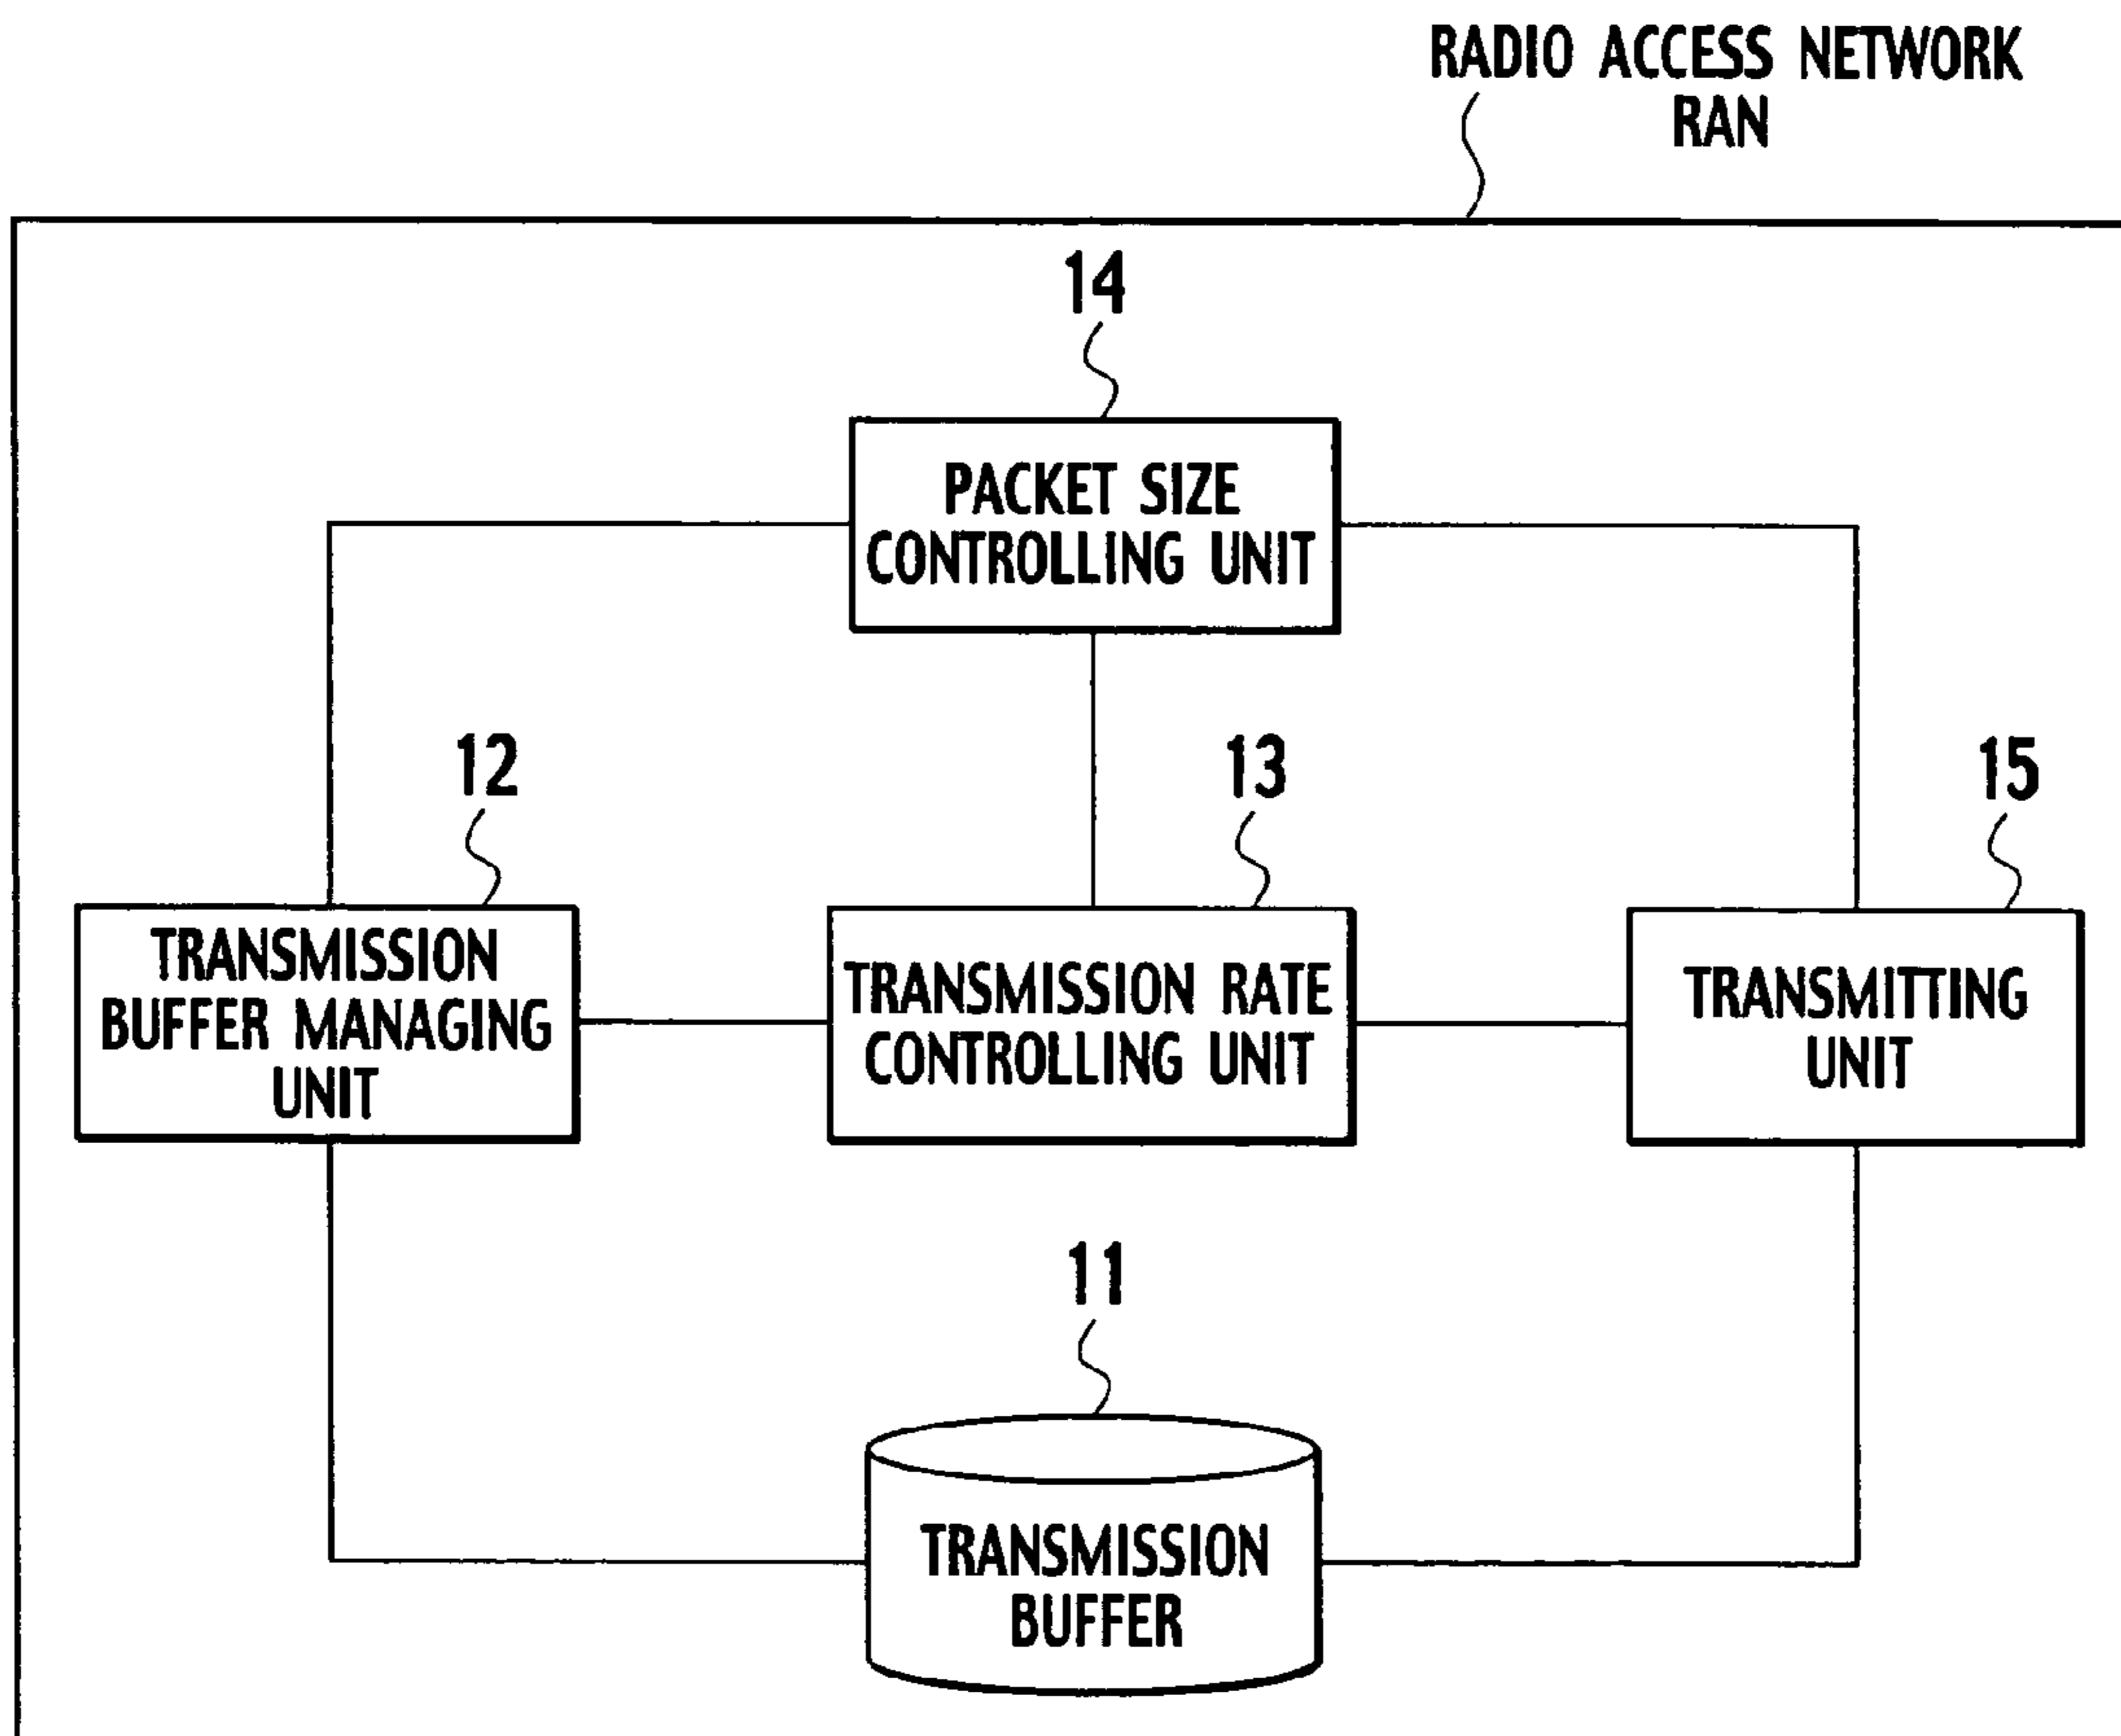 RADIO ACCESS NETWORK
RAN
14
PACKET SIZE
CONTROLLING UNIT
12
13
15
TRANSMISSION
BUFFER MANAGING
UNIT
TRANSMISSION RATE
CONTROLLING UNIT
TRANSMITTING
UNIT
11
TRANSMISSION
BUFFER